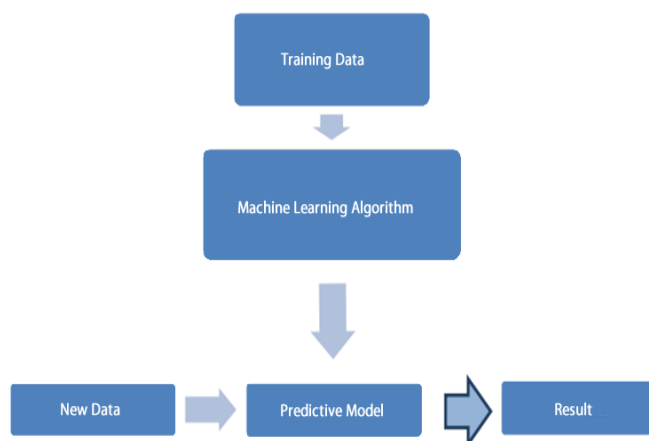 Training Data
Machine Learning Algorithm
New Data
Predictive Model
Result